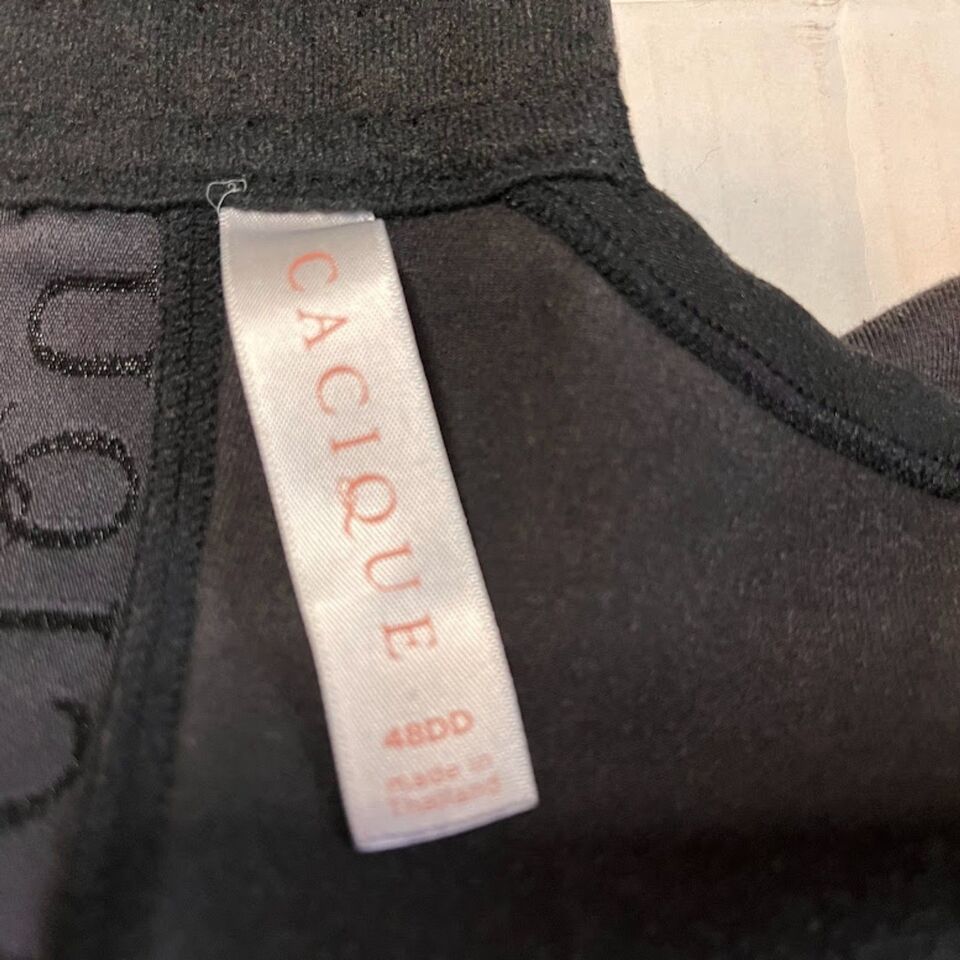 CACIQUE
48DD
made in
Thailand